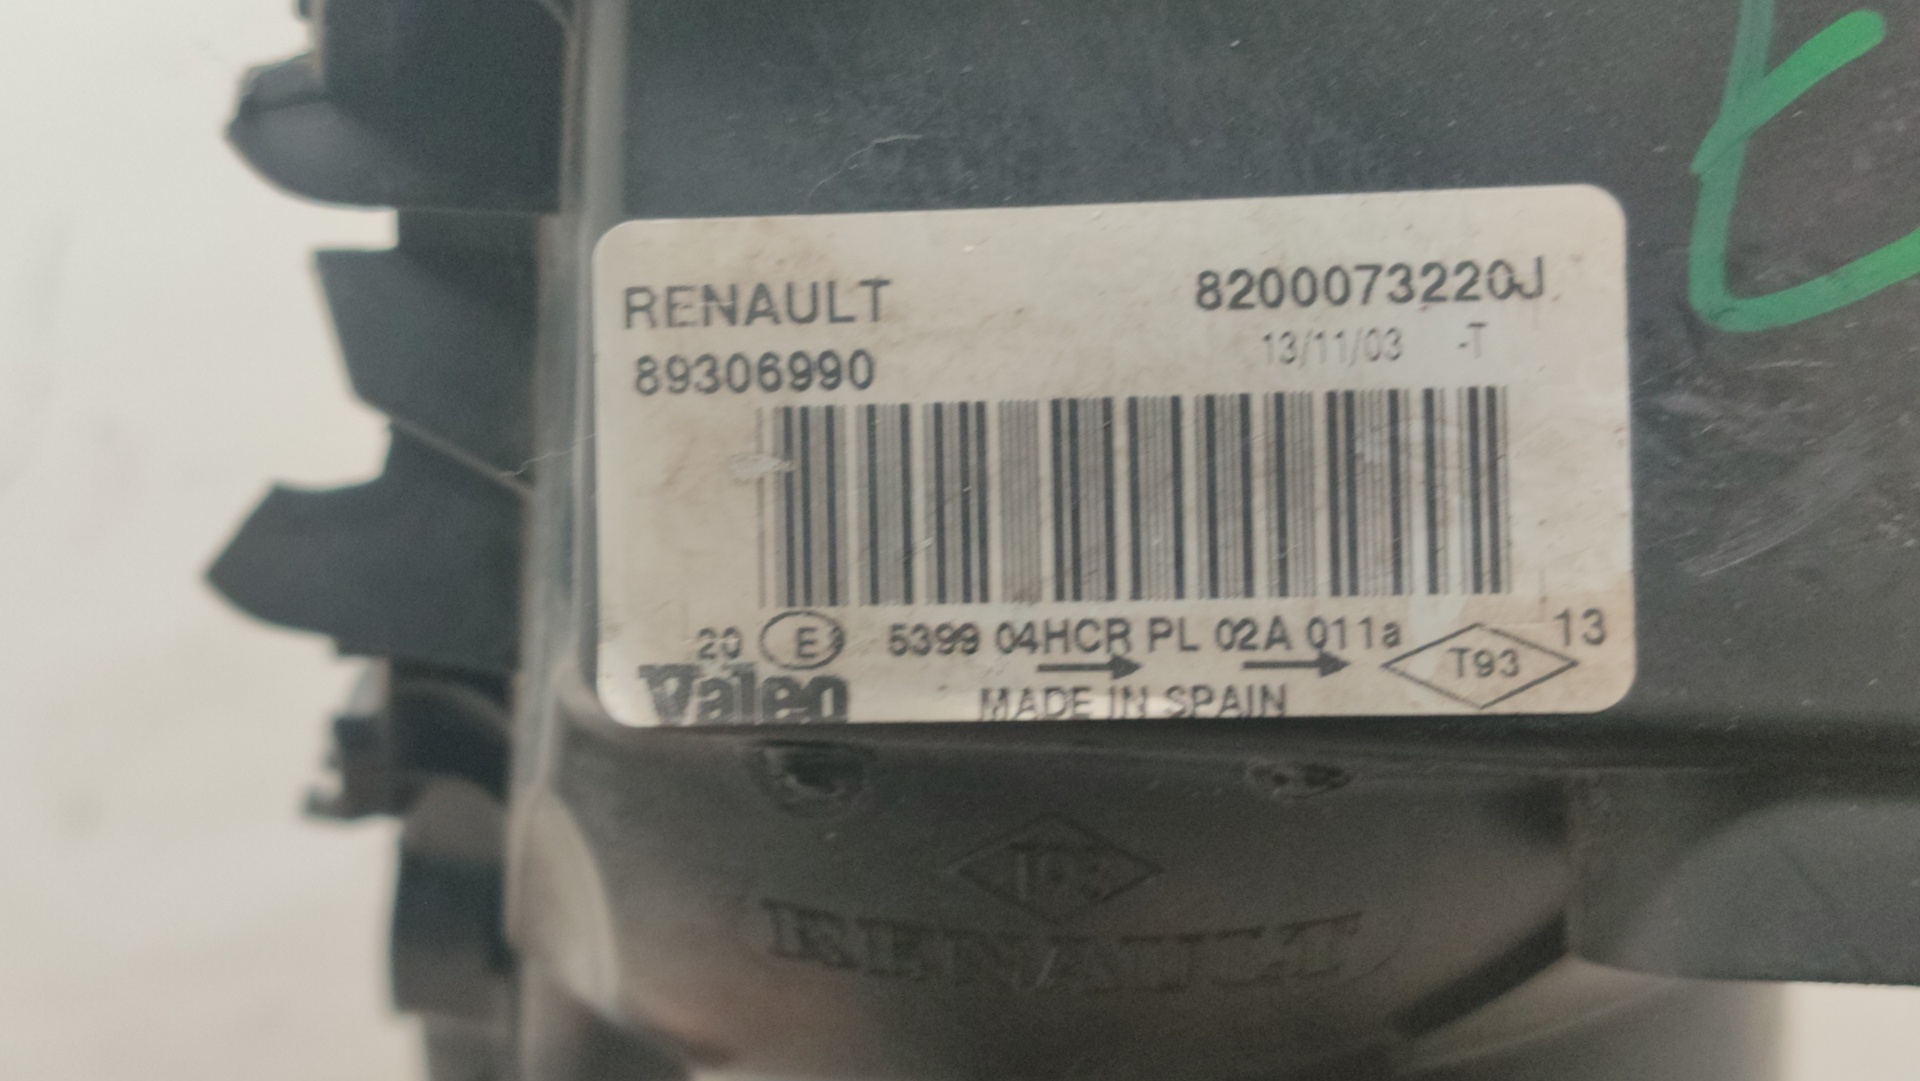 RENAULT 8200073220J
89306990 13/11/03 -T
20 E9 5399 04HCR PL 02A 011a 13
T93
Valeo MADE IN SPAIN
RENAULT